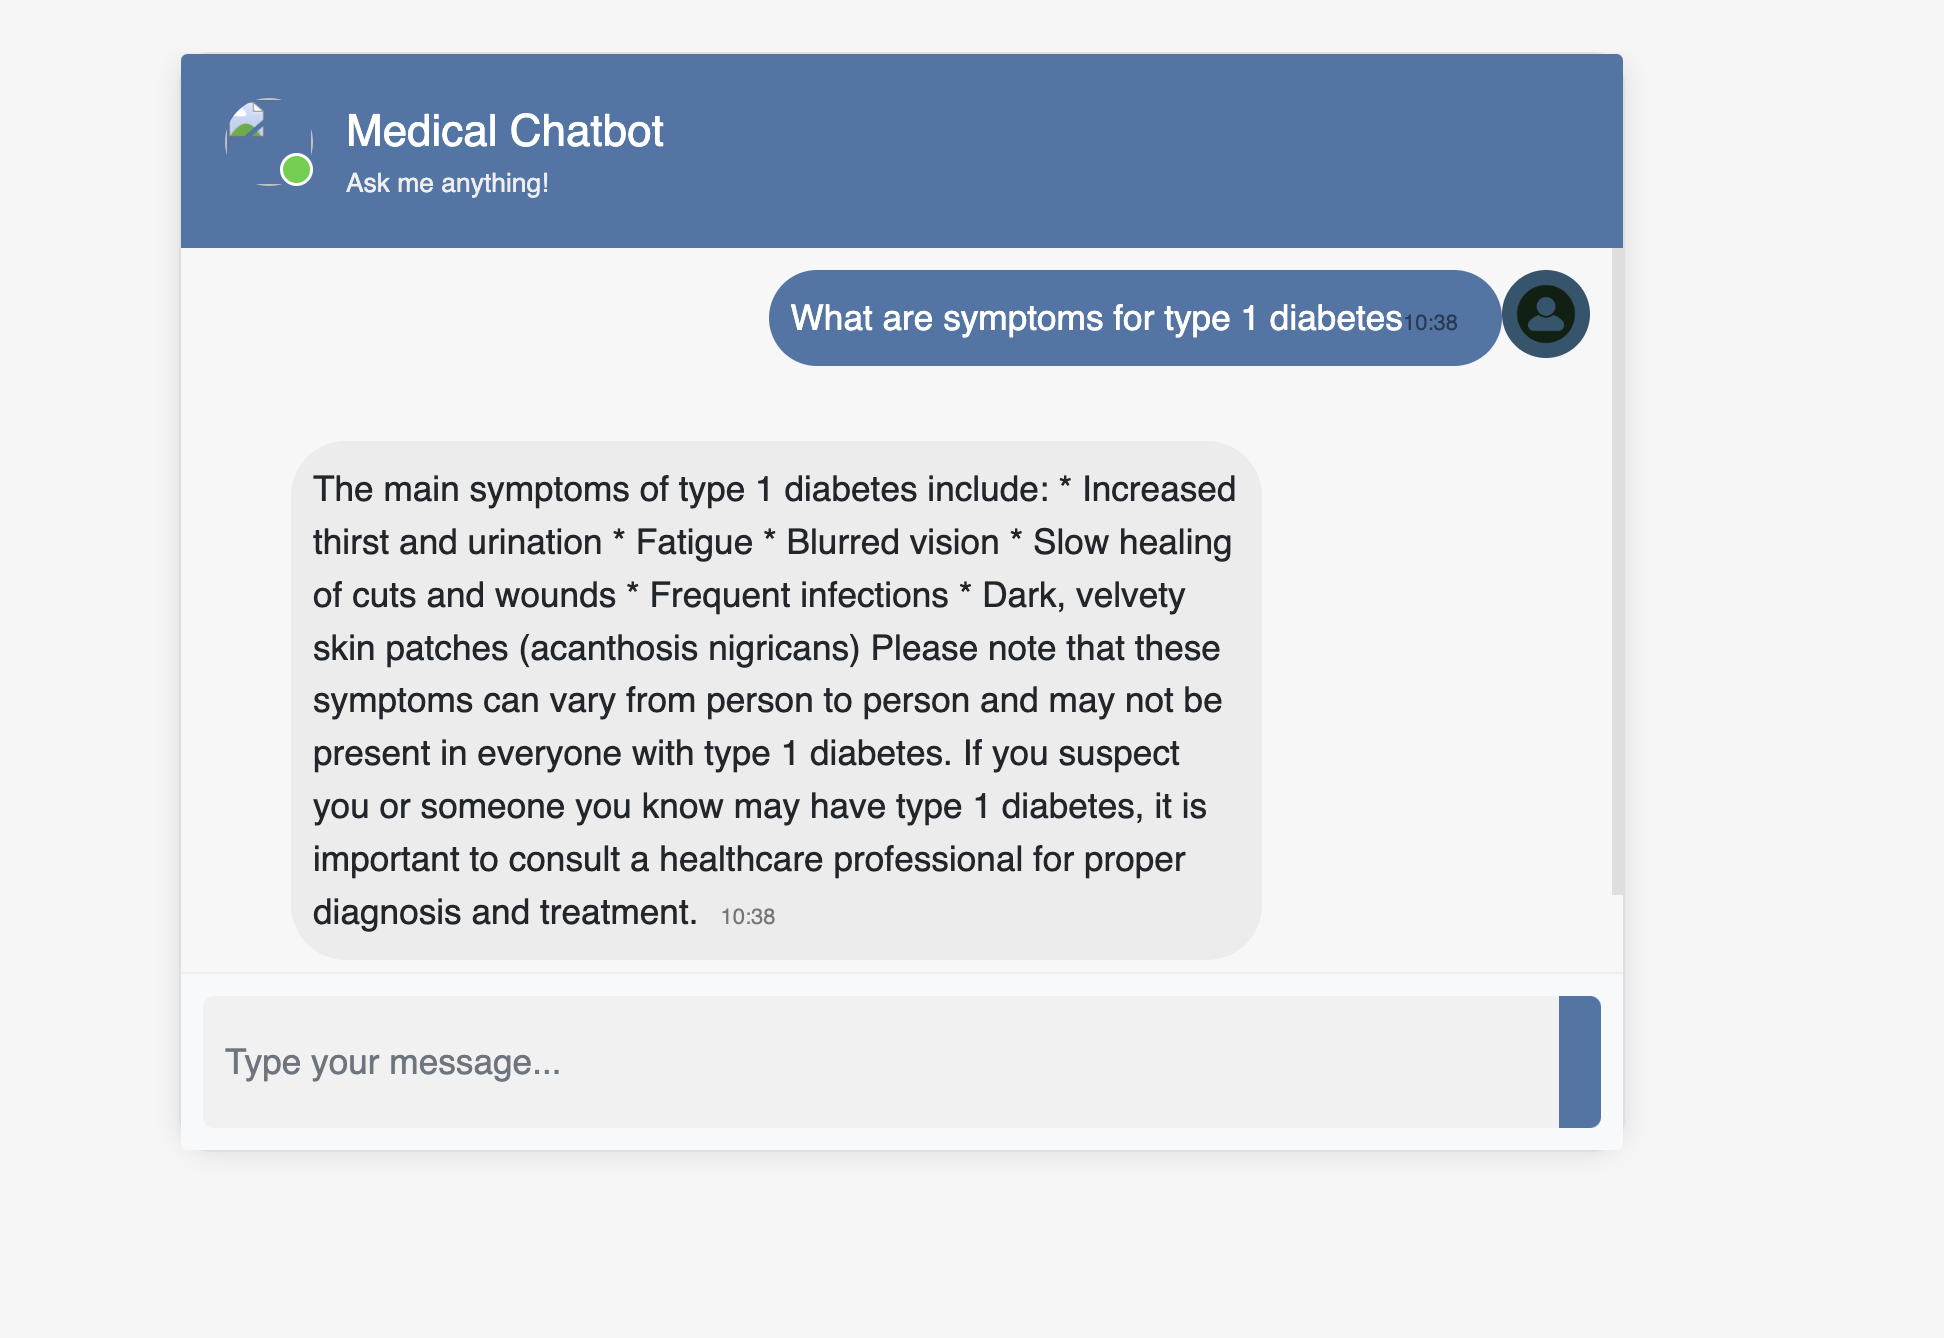 Medical Chatbot
Ask me anything!
What are symptoms for type 1 diabetes10:38
The main symptoms of type 1 diabetes include: * Increased
thirst and urination * Fatigue * Blurred vision * Slow healing
of cuts and wounds * Frequent infections * Dark, velvety
skin patches (acanthosis nigricans) Please note that these
symptoms can vary from person to person and may not be
present in everyone with type 1 diabetes. If you suspect
you or someone you know may have type 1 diabetes, it is
important to consult a healthcare professional for proper
diagnosis and treatment. 10:38
Type your message...